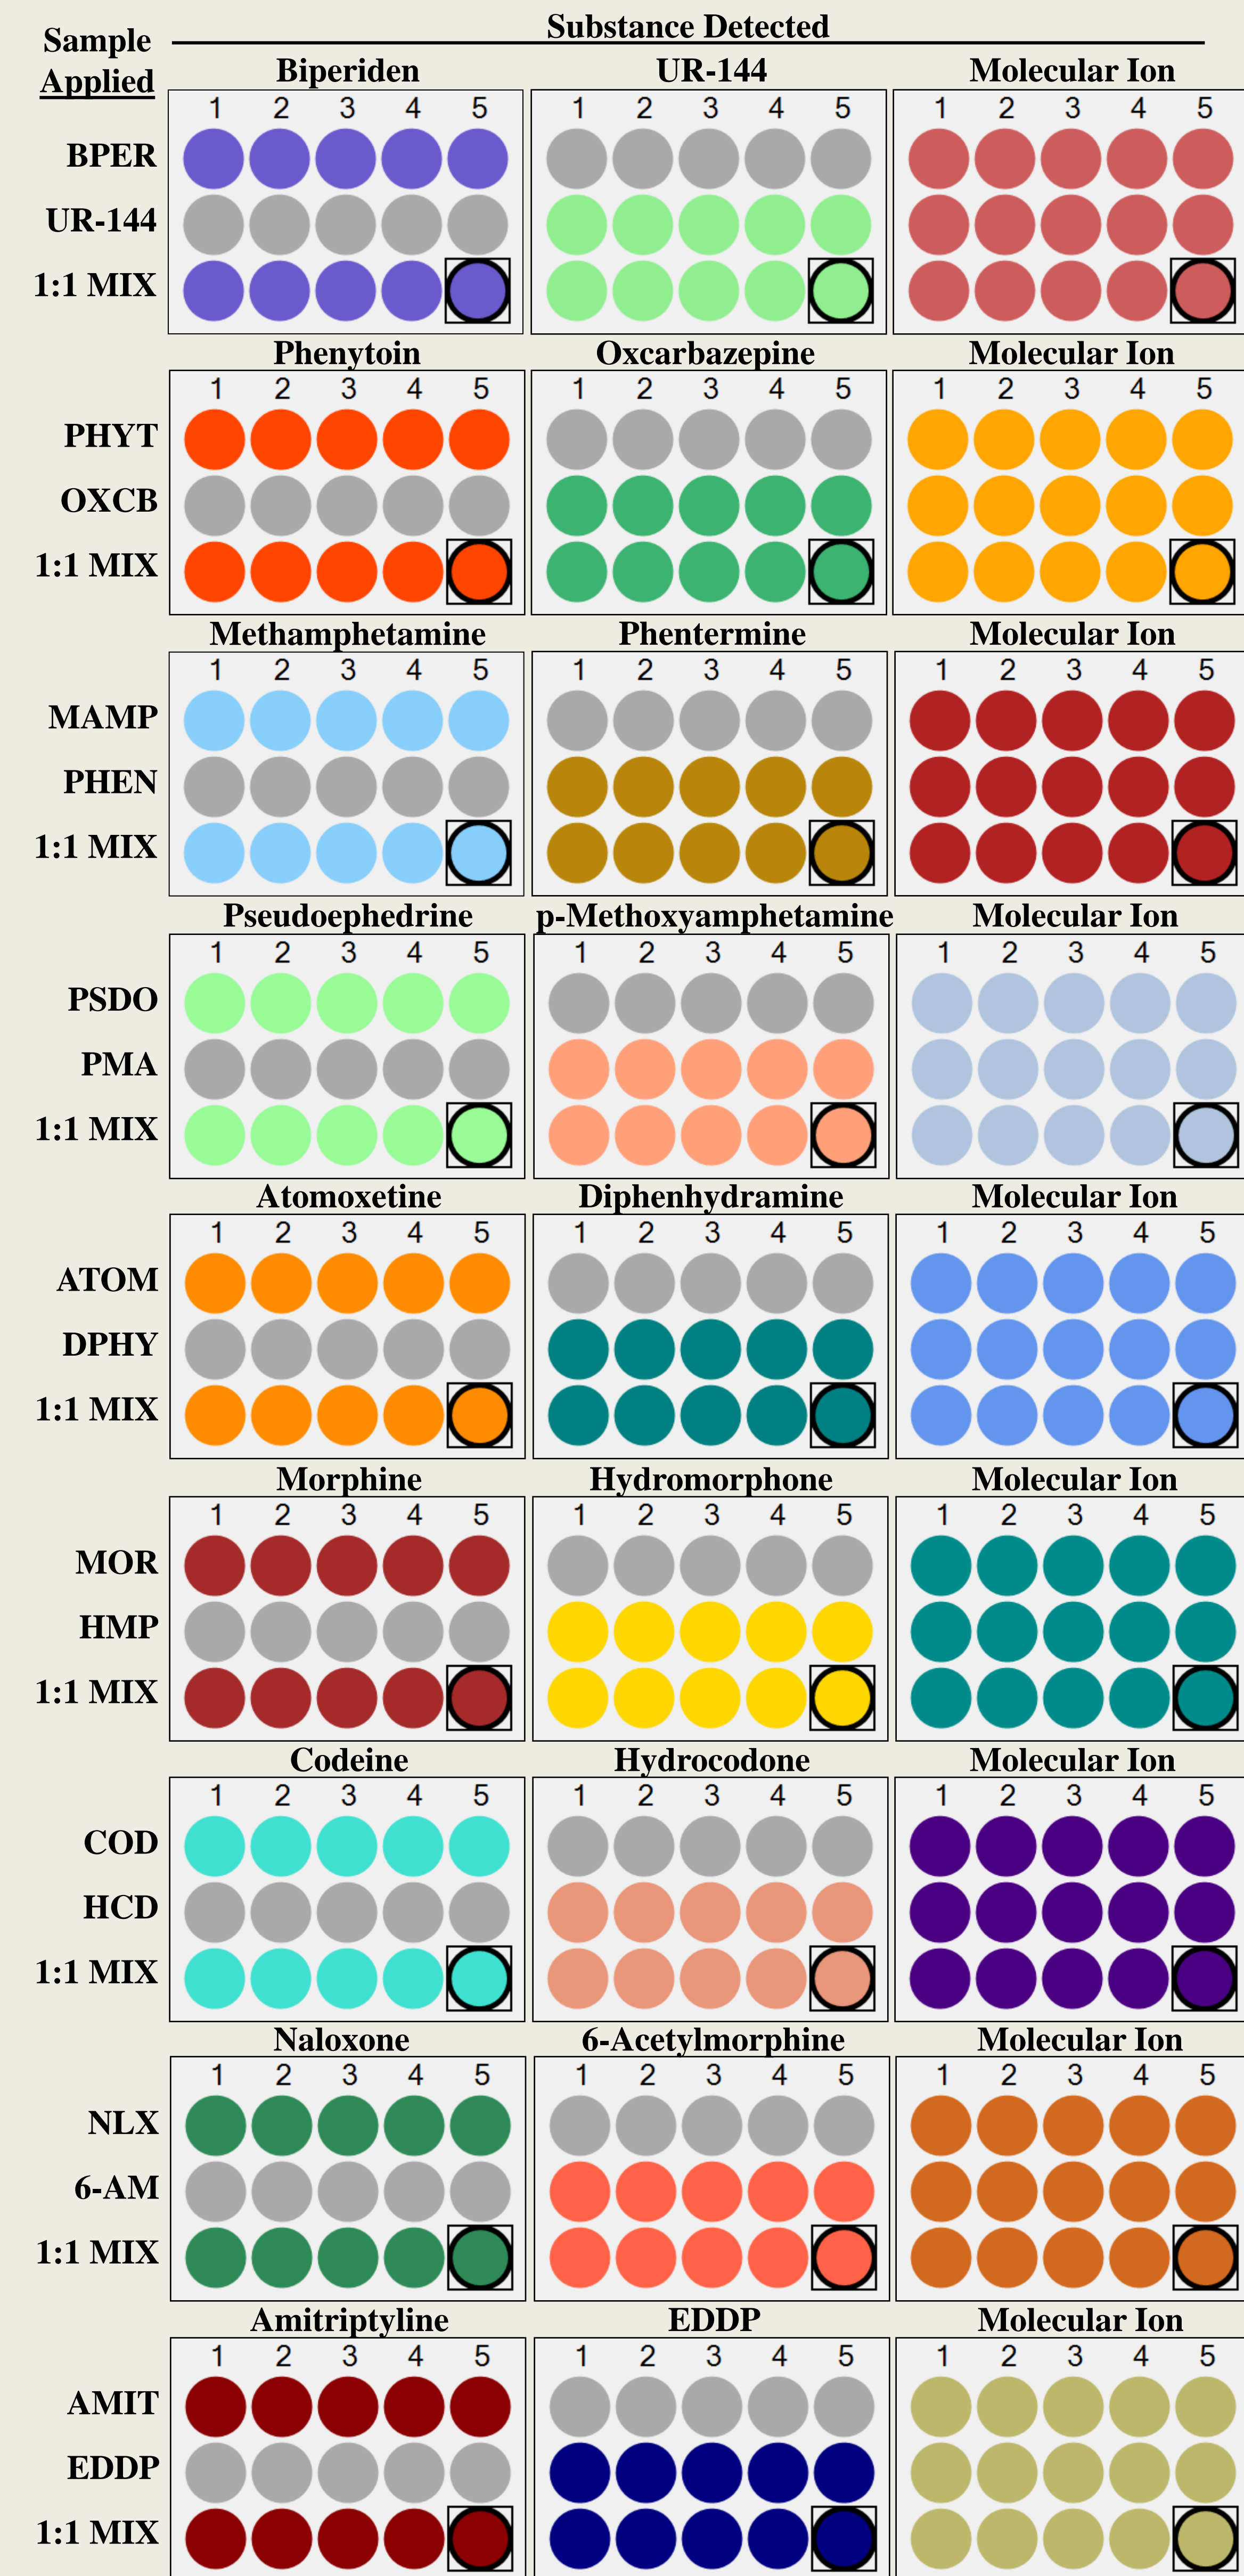 Substance Detected
Sample
Applied
Biperiden UR-144 Molecular Ion
1 2 3 4 5 1 2 3 4 5 1 2 3 4 5
BPER
UR-144
1:1 MIX
Phenytoin Oxcarbazepine Molecular Ion
1 2 3 4 5 1 2 3 4 5 1 2 3 4 5
PHYT
OXCB
1:1 MIX
Methamphetamine Phentermine Molecular Ion
1 2 3 4 5 1 2 3 4 5 1 2 3 4 5
MAMP
PHEN
1:1 MIX
Pseudoephedrine p-Methoxyamphetamine Molecular Ion
1 2 3 4 5 1 2 3 4 5 1 2 3 4 5
PSDO
PMA
1:1 MIX
Atomoxetine Diphenhydramine Molecular Ion
1 2 3 4 5 1 2 3 4 5 1 2 3 4 5
ATOM
DPHY
1:1 MIX
Morphine Hydromorphone Molecular Ion
1 2 3 4 5 1 2 3 4 5 1 2 3 4 5
MOR
HMP
1:1 MIX
Codeine Hydrocodone Molecular Ion
1 2 3 4 5 1 2 3 4 5 1 2 3 4 5
COD
HCD
1:1 MIX
Naloxone 6-Acetylmorphine Molecular Ion
1 2 3 4 5 1 2 3 4 5 1 2 3 4 5
NLX
6-AM
1:1 MIX
Amitriptyline EDDP Molecular Ion
1 2 3 4 5 1 2 3 4 5 1 2 3 4 5
AMIT
EDDP
1:1 MIX